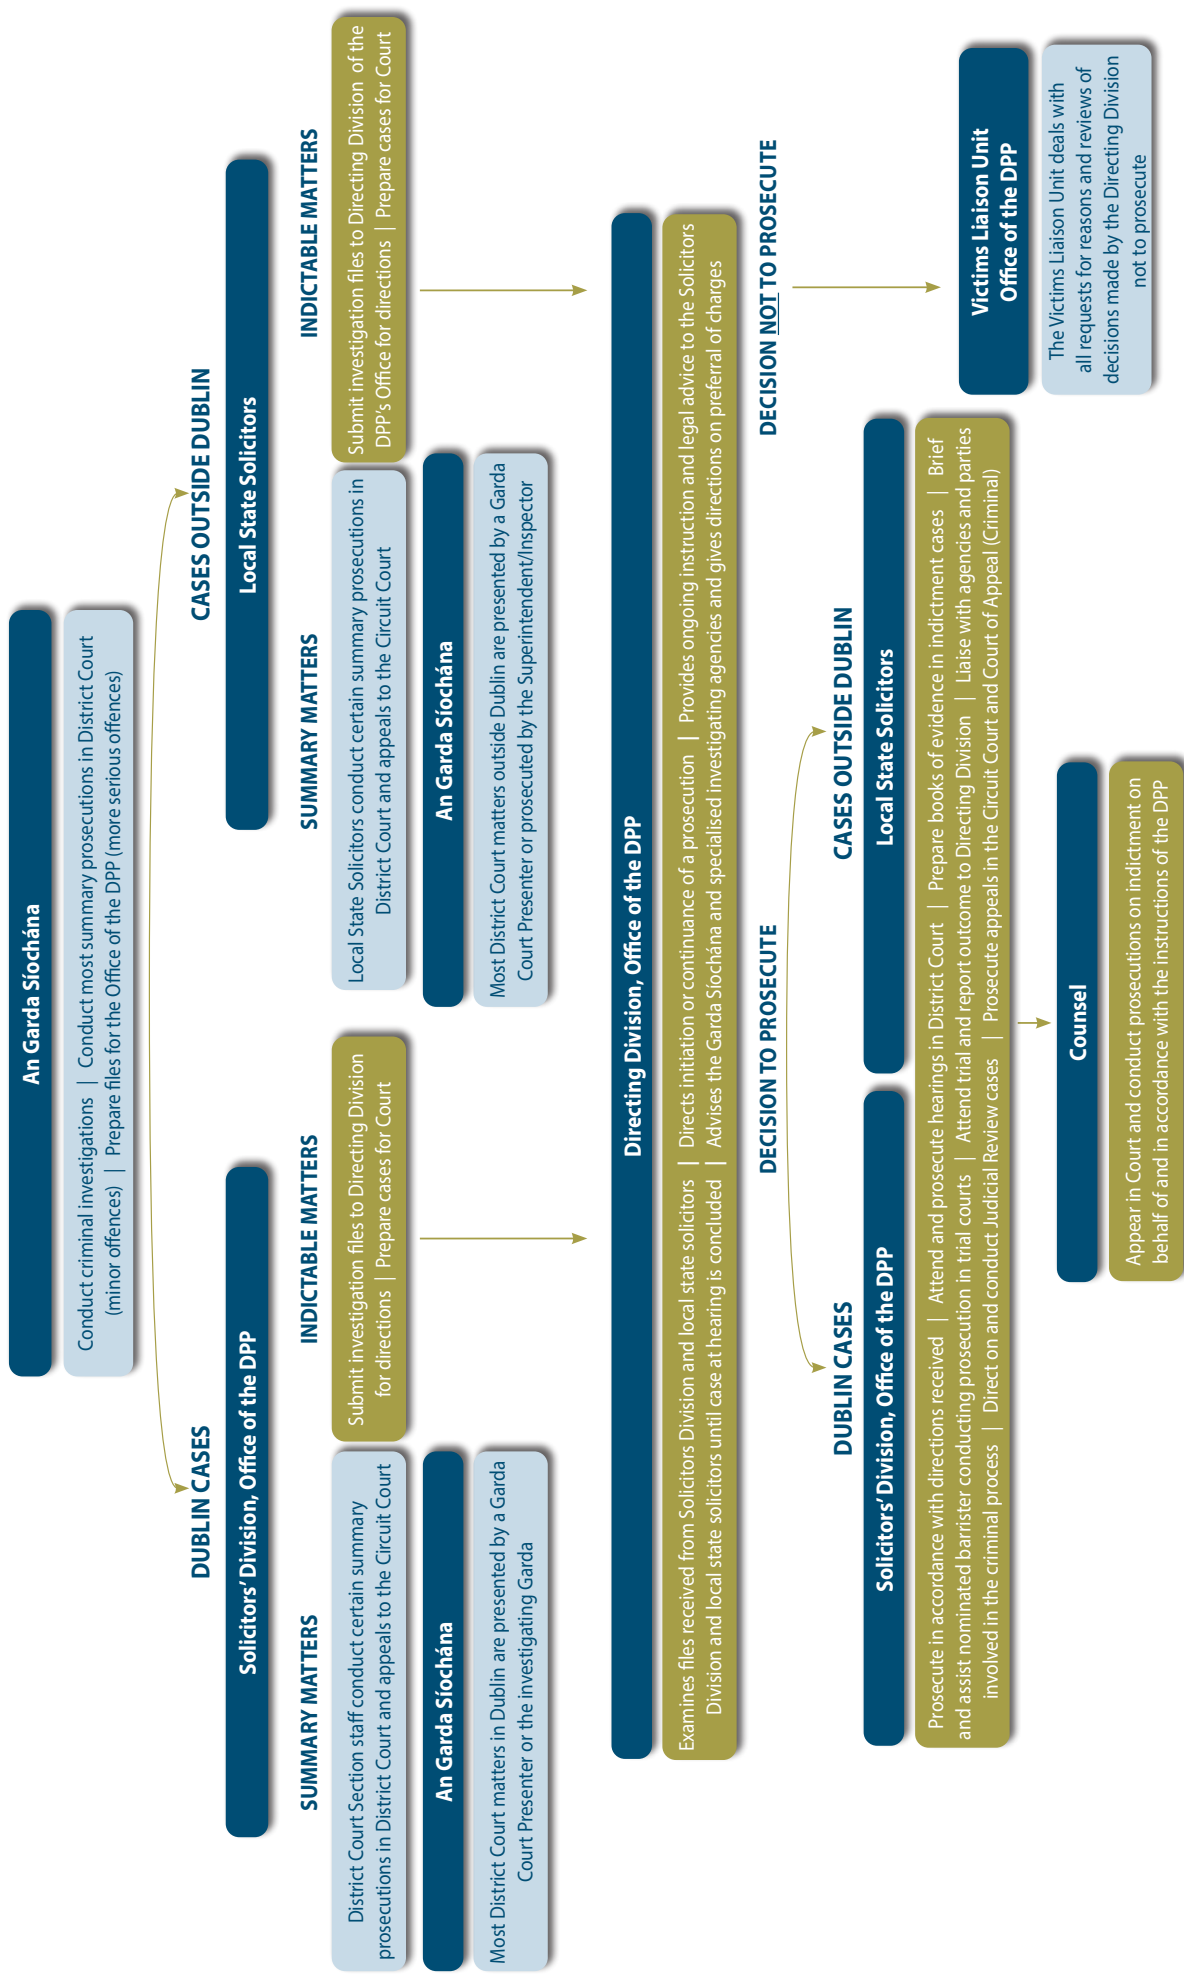 An Garda Síochána
Conduct criminal investigations | Conduct most summary prosecutions in District Court
(minor offences) | Prepare files for the Office of the DPP (more serious offences)
DUBLIN CASES
Solicitors’ Division, Office of the DPP
SUMMARY MATTERS
District Court Section staff conduct certain summary
prosecutions in District Court and appeals to the Circuit Court
An Garda Síochána
Most District Court matters in Dublin are presented by a Garda
Court Presenter or the investigating Garda
INDICTABLE MATTERS
Submit investigation files to Directing Division
for directions | Prepare cases for Court
CASES OUTSIDE DUBLIN
Local State Solicitors
SUMMARY MATTERS
Local State Solicitors conduct certain summary prosecutions in
District Court and appeals to the Circuit Court
An Garda Síochána
Most District Court matters outside Dublin are presented by a Garda
Court Presenter or prosecuted by the Superintendent/Inspector
INDICTABLE MATTERS
Submit investigation files to Directing Division of the
DPP's Office for directions | Prepare cases for Court
Directing Division, Office of the DPP
Examines files received from Solicitors Division and local state solicitors | Directs initiation or continuance of a prosecution | Provides ongoing instruction and legal advice to the Solicitors
Division and local state solicitors until case at hearing is concluded | Advises the Garda Síochána and specialised investigating agencies and gives directions on preferral of charges
DECISION TO PROSECUTE
DUBLIN CASES
Solicitors’ Division, Office of the DPP
CASES OUTSIDE DUBLIN
Local State Solicitors
Prosecute in accordance with directions received | Attend and prosecute hearings in District Court | Prepare books of evidence in indictment cases | Brief
and assist nominated barrister conducting prosecution in trial courts | Attend trial and report outcome to Directing Division | Liaise with agencies and parties
involved in the criminal process | Direct on and conduct Judicial Review cases | Prosecute appeals in the Circuit Court and Court of Appeal (Criminal)
Counsel
Appear in Court and conduct prosecutions on indictment on
behalf of and in accordance with the instructions of the DPP
DECISION NOT TO PROSECUTE
Victims Liaison Unit
Office of the DPP
The Victims Liaison Unit deals with
all requests for reasons and reviews of
decisions made by the Directing Division
not to prosecute